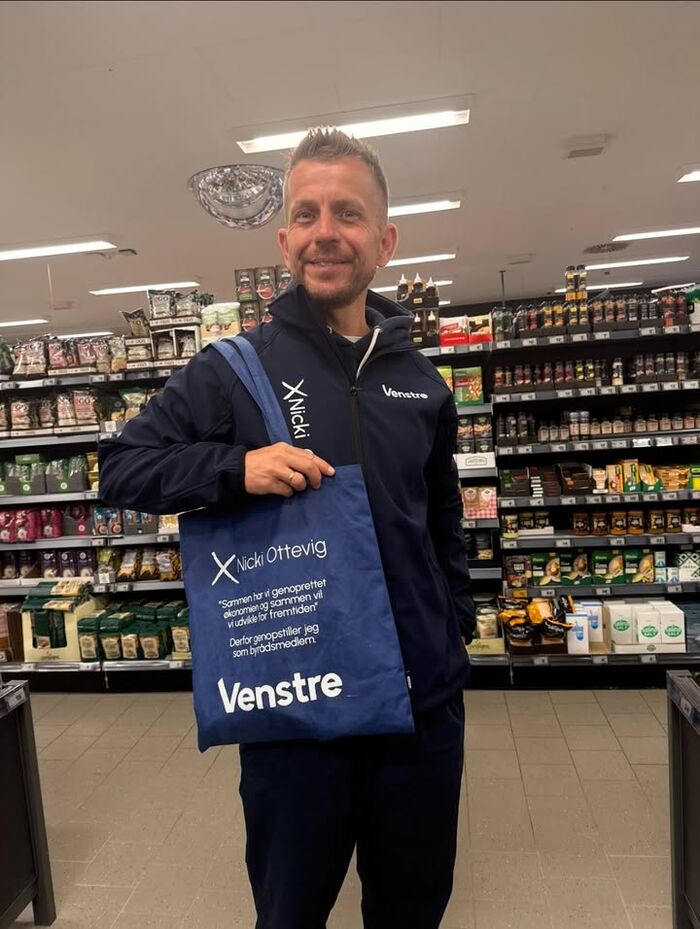 Venstre
X Nicki
X Nicki Ottevig
"Sammen har vi genoprettet
økonomien og sammen vil
vi udvikle for fremtiden"
Derfor genopstiller jeg
som byrådsmedlem.
Venstre